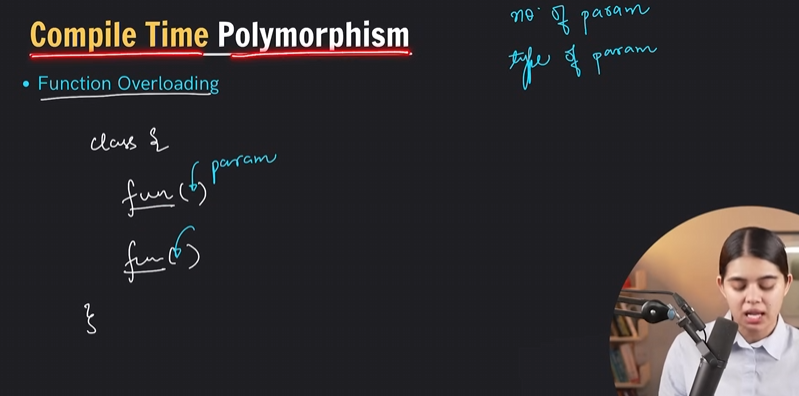 Compile Time Polymorphism
no. of param
type of param
• Function Overloading
class {
param
fun( )
fun( )
}